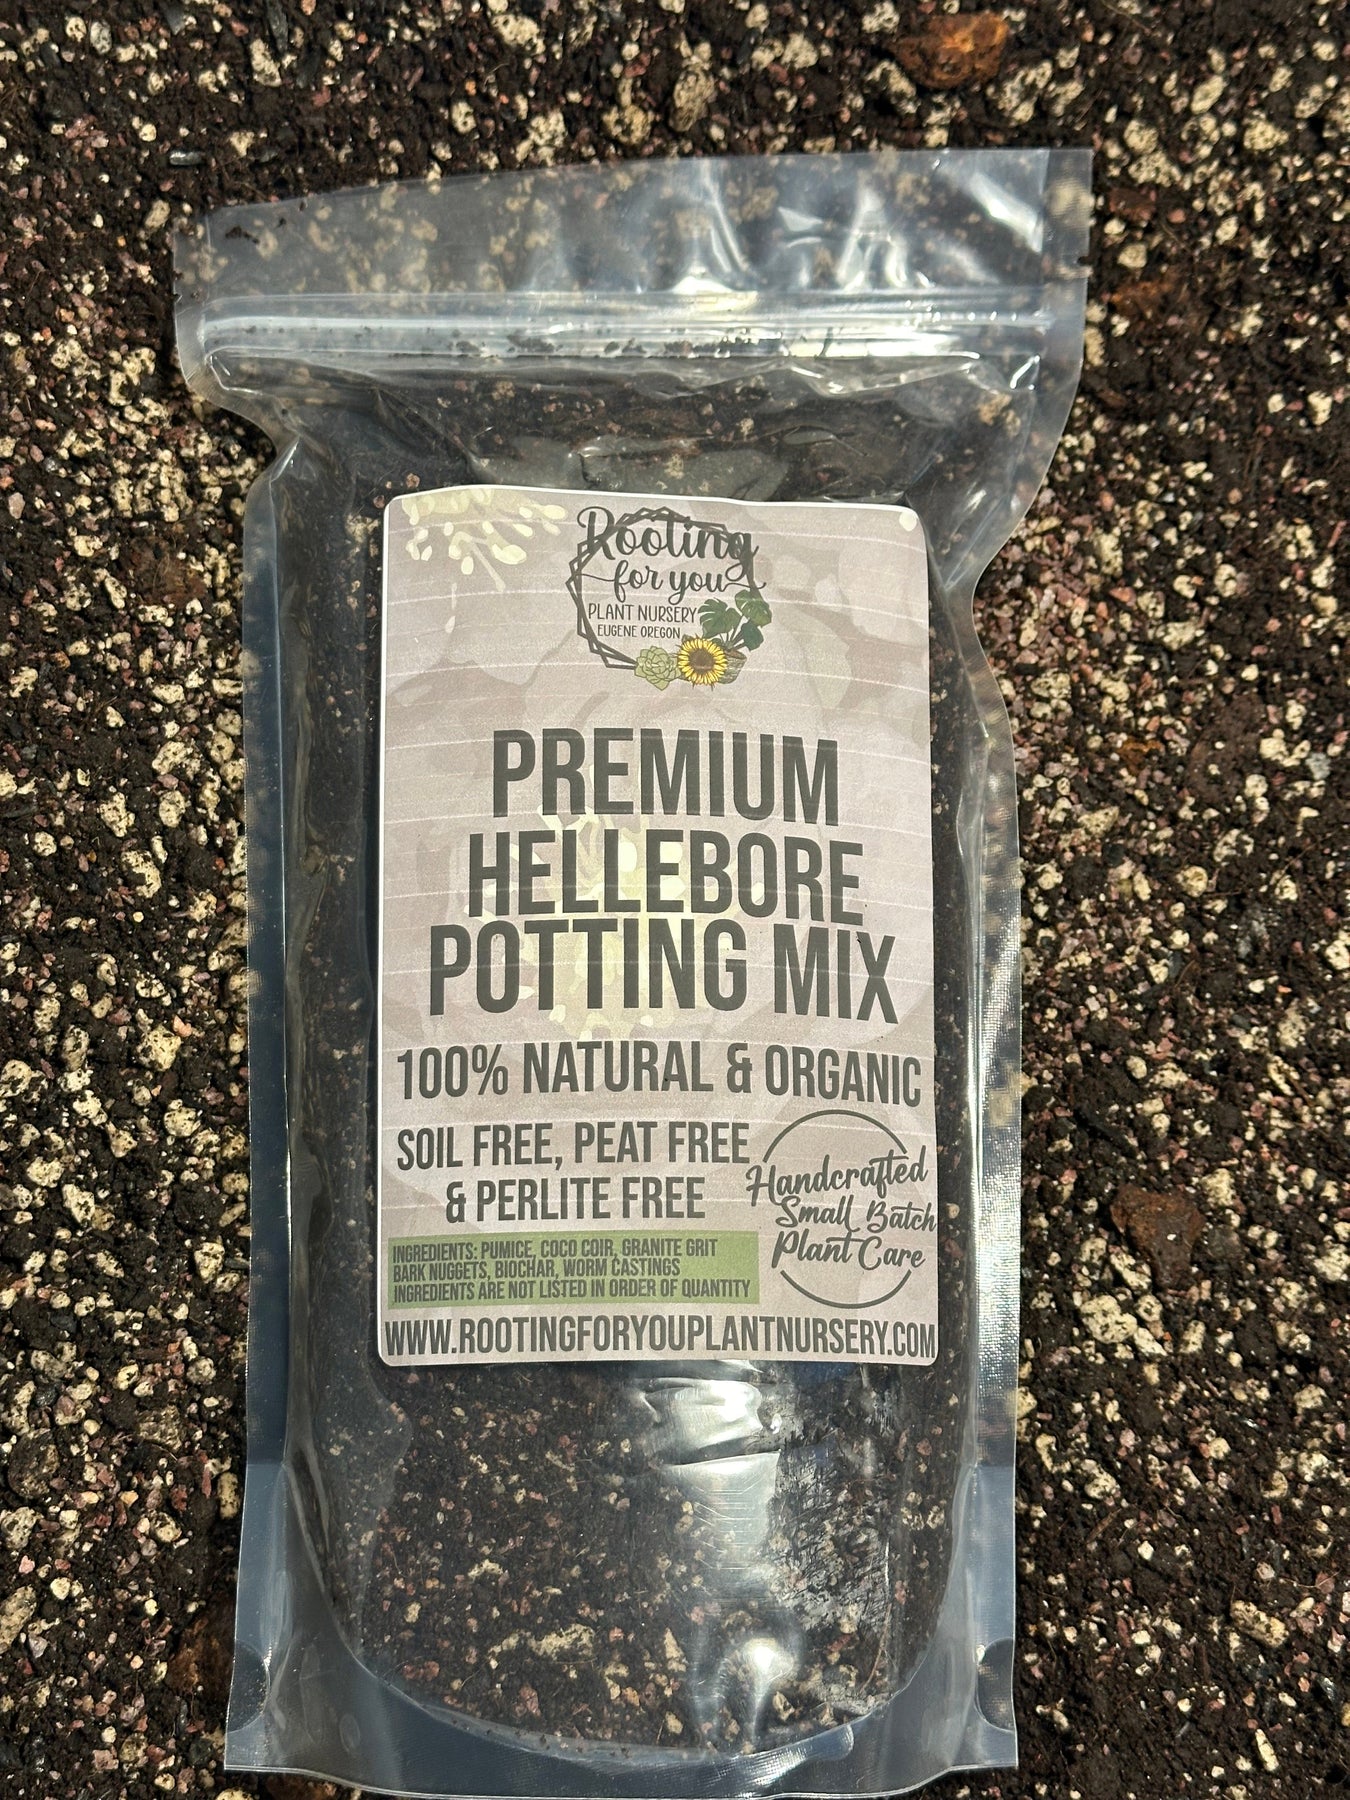 Rooting
for you
PLANT NURSERY
EUGENE OREGON
PREMIUM
HELLEBORE
POTTING MIX
100% NATURAL & ORGANIC
SOIL FREE, PEAT FREE
& PERLITE FREE
Handcrafted
Small Batch
Plant Care
INGREDIENTS: PUMICE, COCO COIR, GRANITE GRIT
BARK NUGGETS, BIOCHAR, WORM CASTINGS
INGREDIENTS ARE NOT LISTED IN ORDER OF QUANTITY
WWW.ROOTINGFORYOUPLANTNURSERY.COM